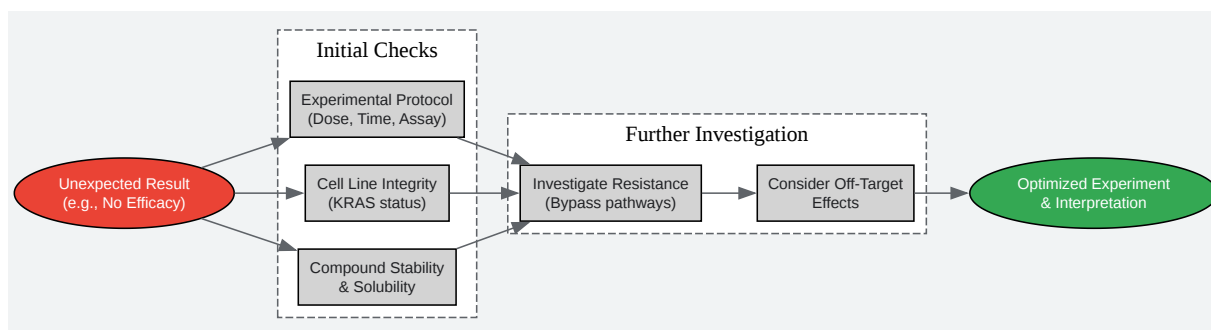 Initial Checks
Experimental Protocol
(Dose, Time, Assay)
Further Investigation
Unexpected Result
(e.g., No Efficacy)
Cell Line Integrity
(KRAS status)
Investigate Resistance
(Bypass pathways)
Consider Off-Target
Effects
Optimized Experiment
& Interpretation
Compound Stability
& Solubility